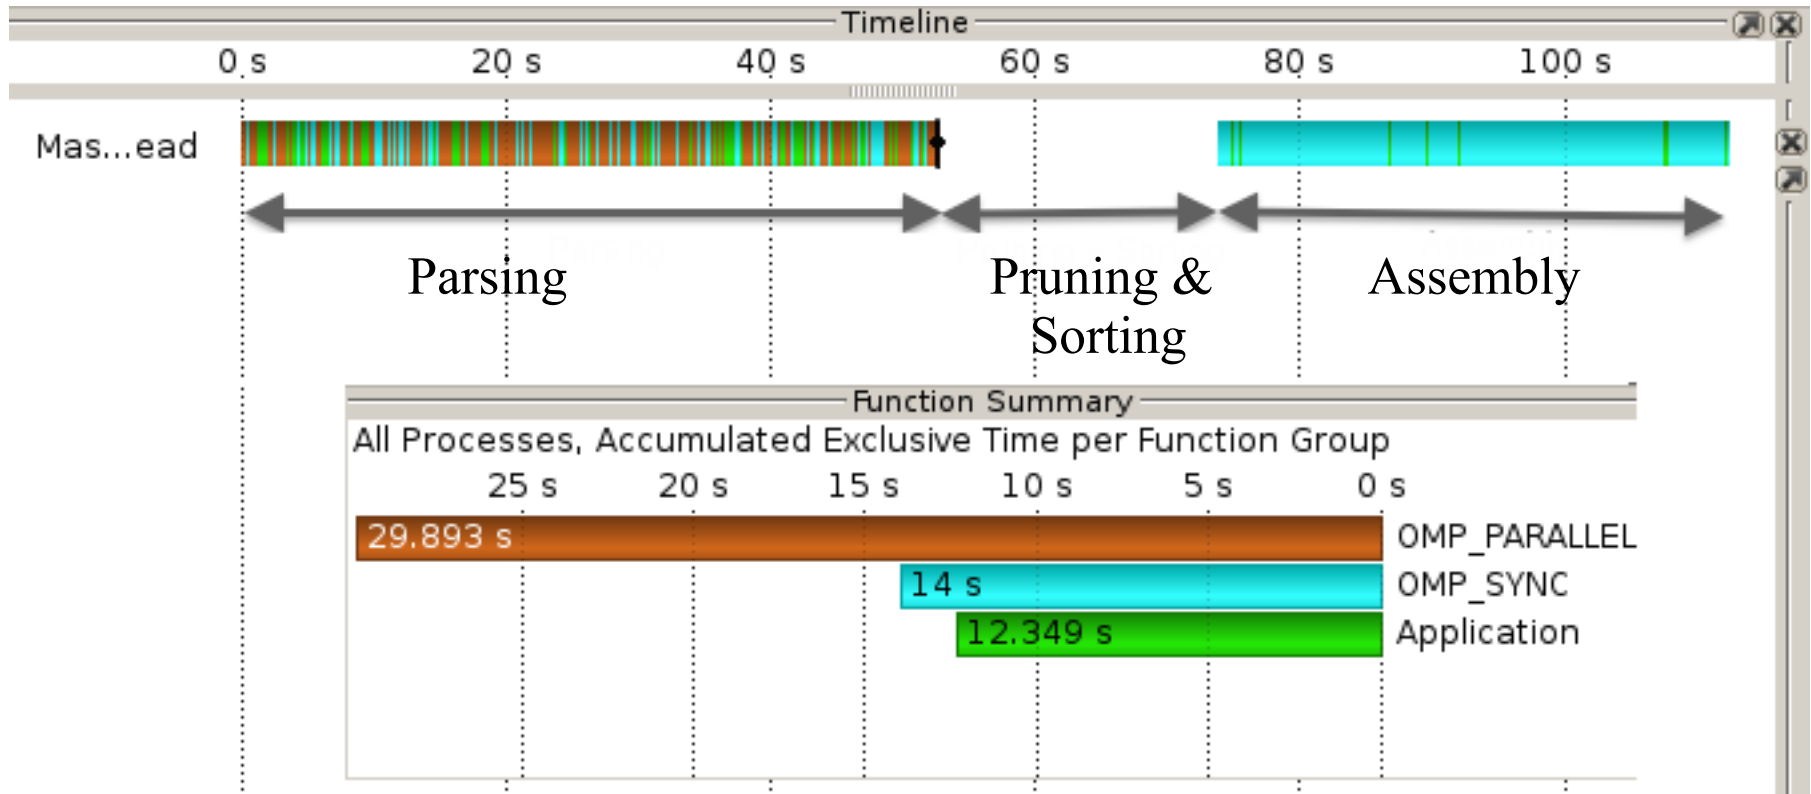 Timeline
0 s 20 s 40 s 60 s 80 s 100 s
Mas...ead
Parsing
Pruning &
Sorting
Assembly
Function Summary
All Processes, Accumulated Exclusive Time per Function Group
25 s 20 s 15 s 10 s 5 s 0 s
29.893 s OMP_PARALLEL
14 s OMP_SYNC
12.349 s Application